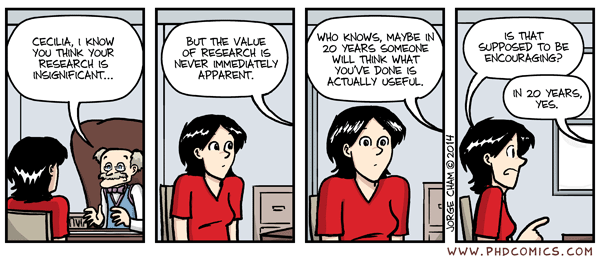 CECILIA, I KNOW
YOU THINK YOUR
RESEARCH IS
INSIGNIFICANT...
BUT THE VALUE
OF RESEARCH IS
NEVER IMMEDIATELY
APPARENT.
WHO KNOWS, MAYBE IN
20 YEARS SOMEONE
WILL THINK WHAT
YOU'VE DONE IS
ACTUALLY USEFUL.
IS THAT
SUPPOSED TO BE
ENCOURAGING?
IN 20 YEARS,
YES.
JORGE CHAM © 2014
WWW.PHDCOMICS.COM